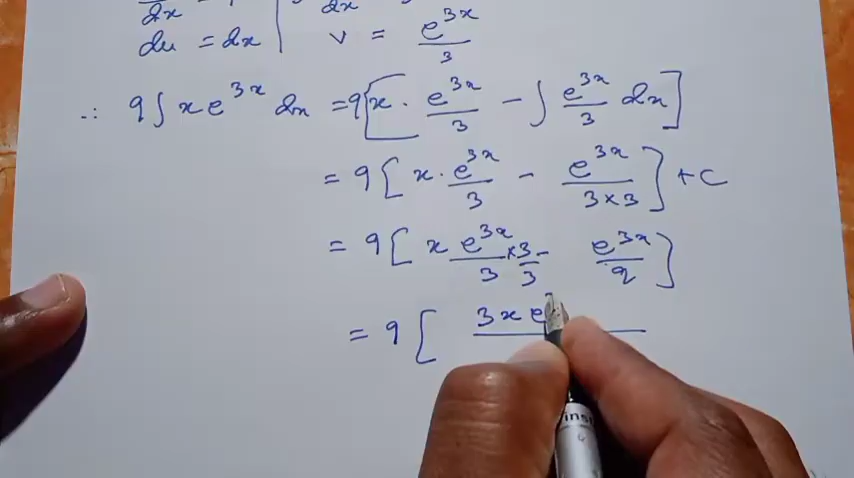 du = dx | v = e^3x/3
∴ 9∫xe^3x dx = 9[x · e^3x/3 − ∫ e^3x/3 dx]
= 9[x · e^3x/3 − e^3x/3×3] + C
= 9[x e^3x/3 × 3/3 − e^3x/9]
= 9[ 3xe
inst